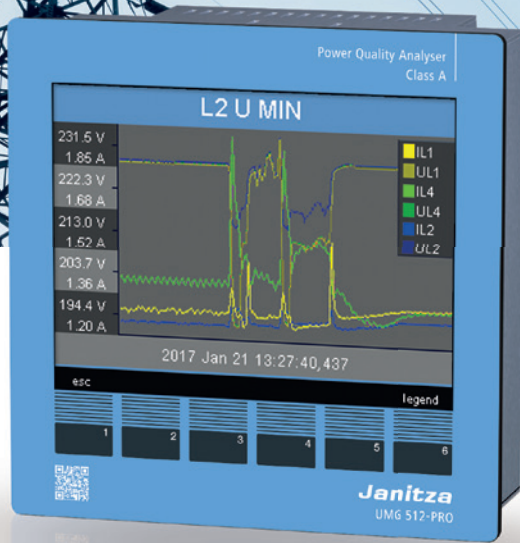 Power Quality Analyser
Class A
L2 U MIN
231.5 V
1.85 A
222.3 V
1.68 A
213.0 V
1.52 A
203.7 V
1.36 A
194.4 V
1.20 A
IL1
UL1
IL4
UL4
IL2
UL2
2017 Jan 21 13:27:40,437
esc
legend
1
2
3
4
5
6
Janitza
UMG 512-PRO